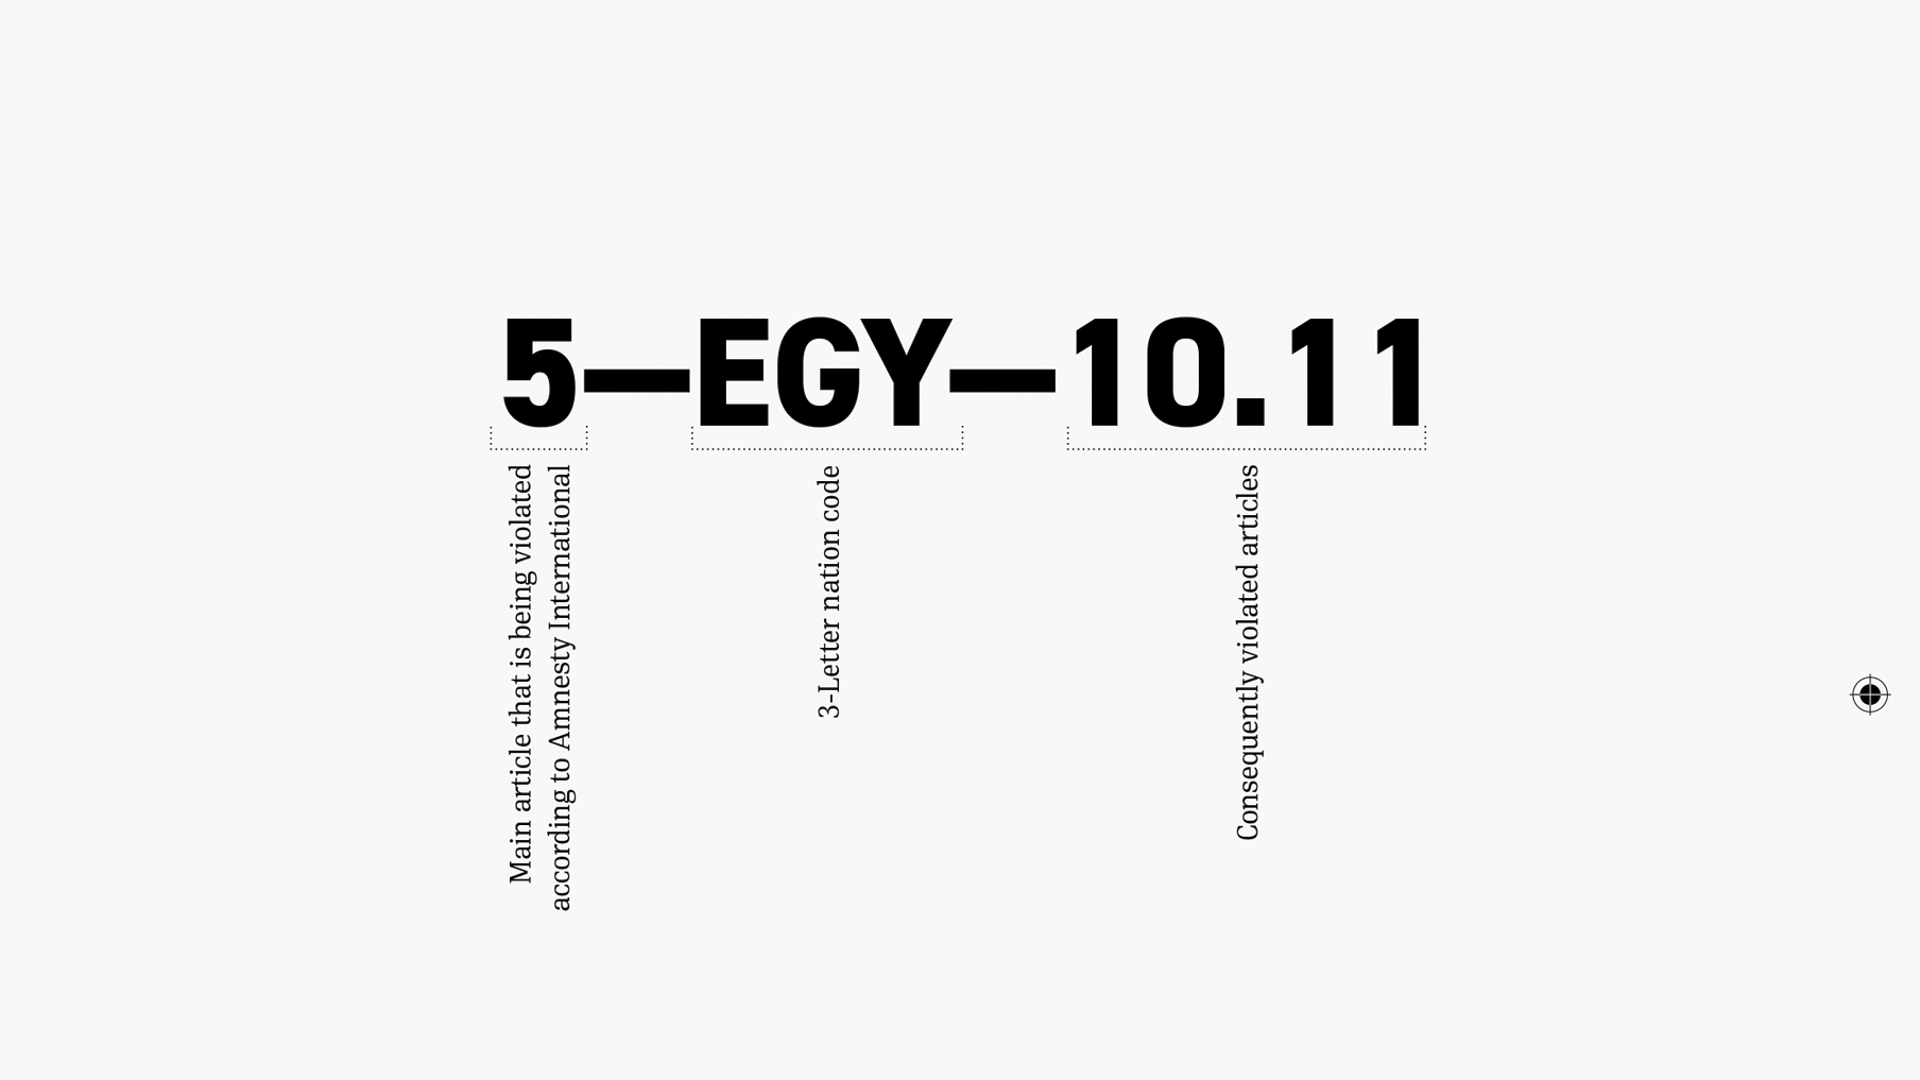 5—EGY—10.11
Main article that is being violated
according to Amnesty International
3-Letter nation code
Consequently violated articles